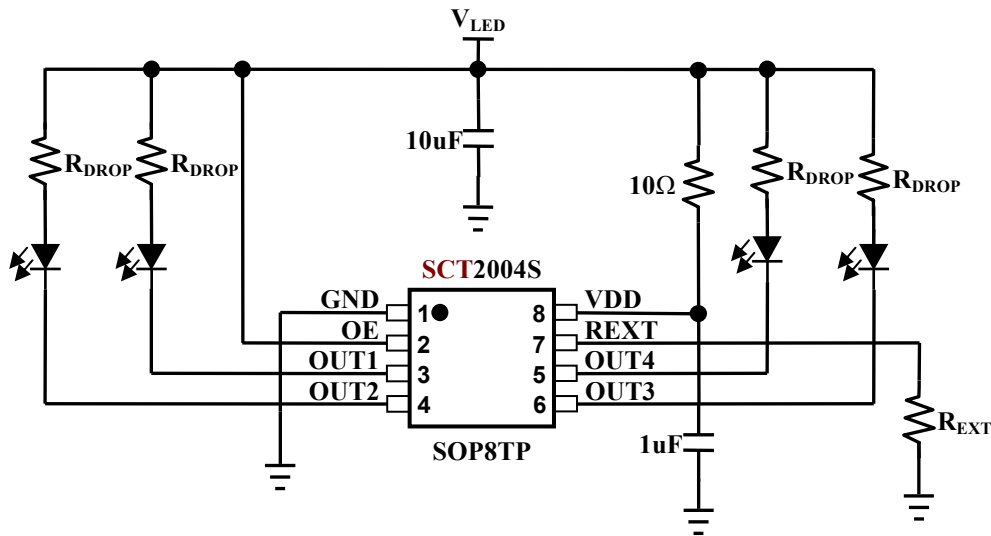 VLED
RDROP
RDROP
10uF
10Ω
RDROP
RDROP
SCT2004S
GND
1
8
VDD
OE
2
7
REXT
OUT1
3
5
OUT4
OUT2
4
6
OUT3
SOP8TP
1uF
REXT